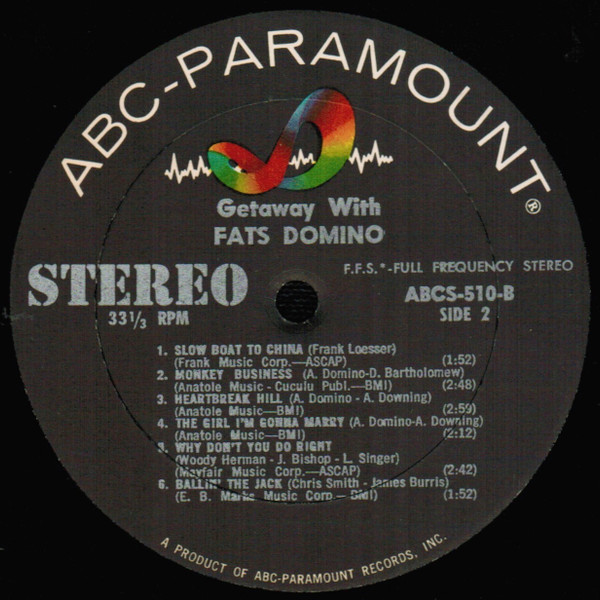 ABC-PARAMOUNT®
Getaway With
FATS DOMINO
F.F.S.*-FULL FREQUENCY STEREO
STEREO
33 1/3 RPM
ABCS-510-B
SIDE 2
1. SLOW BOAT TO CHINA (Frank Loesser)
(Frank Music Corp.—ASCAP) (1:52)
2. MONKEY BUSINESS (A. Domino-D. Bartholomew)
(Anatole Music - Cuculu Publ.—BMI) (2:48)
3. HEARTBREAK HILL (A. Domino - A. Downing)
(Anatole Music—BMI) (2:59)
4. THE GIRL I'M GONNA MARRY (A. Domino-A. Downing)
(Anatole Music—BMI) (2:12)
5. WHY DON'T YOU DO RIGHT
(Woody Herman - J. Bishop - L. Singer)
(Mayfair Music Corp.—ASCAP) (2:42)
6. BALLIN' THE JACK (Chris Smith - James Burris)
(E. B. Marks Music Corp.— BMI) (1:52)
A PRODUCT OF ABC-PARAMOUNT RECORDS, INC.